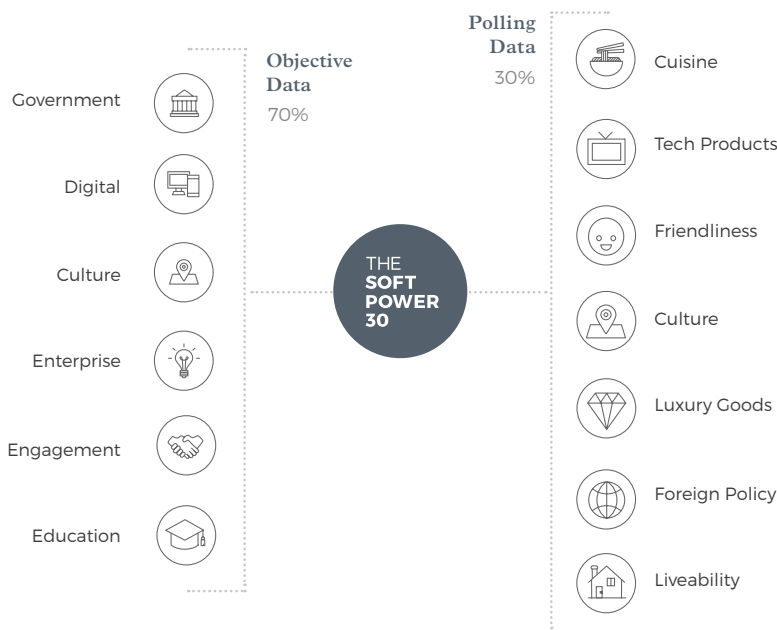 Government
Digital
Culture
Enterprise
Engagement
Education
Objective
Data
70%
THE
SOFT
POWER
30
Polling
Data
30%
Cuisine
Tech Products
Friendliness
Culture
Luxury Goods
Foreign Policy
Liveability